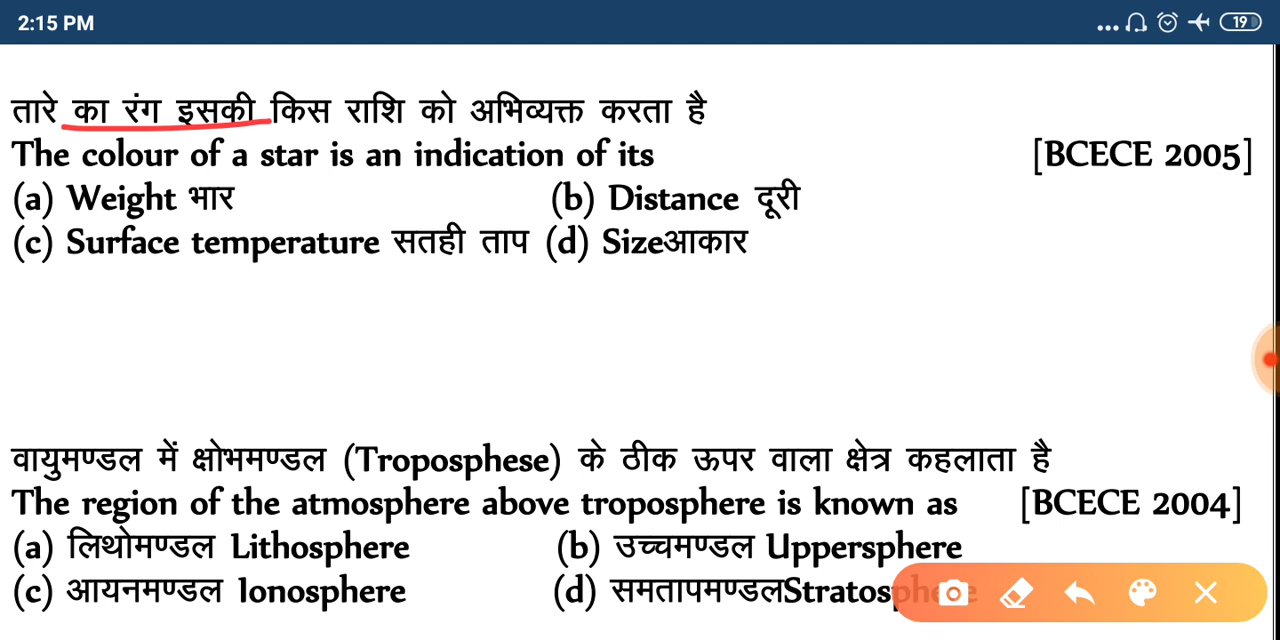 2:15 PM
19
तारे का रंग इसकी किस राशि को अभिव्यक्त करता है
The colour of a star is an indication of its [BCECE 2005]
(a) Weight भार (b) Distance दूरी
(c) Surface temperature सतही ताप (d) Sizeआकार
वायुमण्डल में क्षोभमण्डल (Troposphese) के ठीक ऊपर वाला क्षेत्र कहलाता है
The region of the atmosphere above troposphere is known as [BCECE 2004]
(a) लिथोमण्डल Lithosphere (b) उच्चमण्डल Uppersphere
(c) आयनमण्डल Ionosphere (d) समतापमण्डलStratosphere